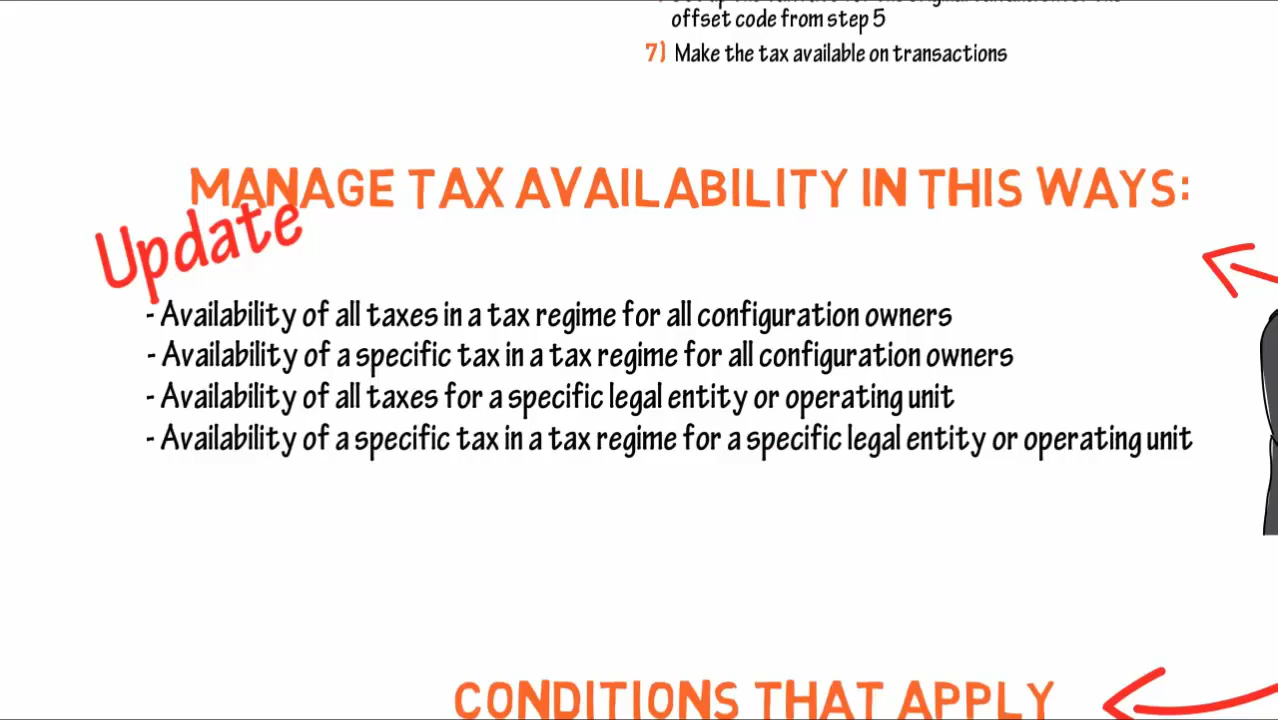 offset code from step 5
7) Make the tax available on transactions
MANAGE TAX AVAILABILITY IN THIS WAYS:
Update
- Availability of all taxes in a tax regime for all configuration owners
- Availability of a specific tax in a tax regime for all configuration owners
- Availability of all taxes for a specific legal entity or operating unit
- Availability of a specific tax in a tax regime for a specific legal entity or operating unit
CONDITIONS THAT APPLY